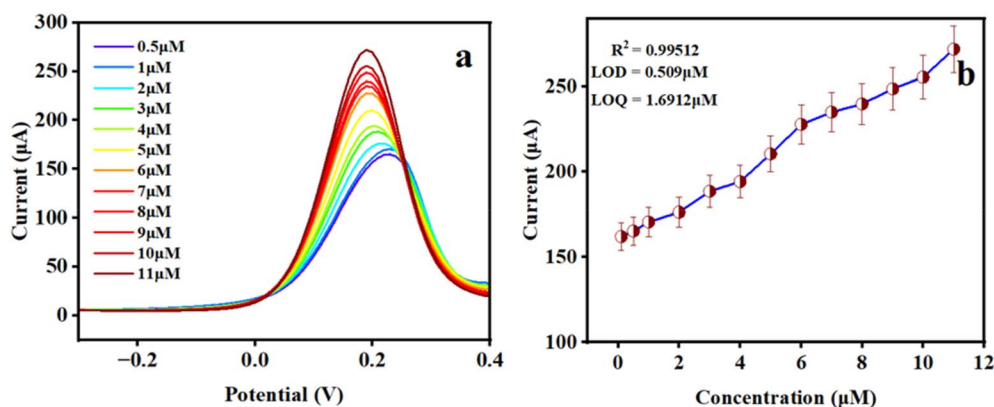 300
250
200
150
100
50
0
Current (µA)
0.5µM
1µM
2µM
3µM
4µM
5µM
6µM
7µM
8µM
9µM
10µM
11µM
a
−0.2
0.0
0.2
0.4
Potential (V)
250
200
150
100
Current (µA)
R² = 0.99512
LOD = 0.509µM
LOQ = 1.6912µM
b
0
2
4
6
8
10
12
Concentration (µM)